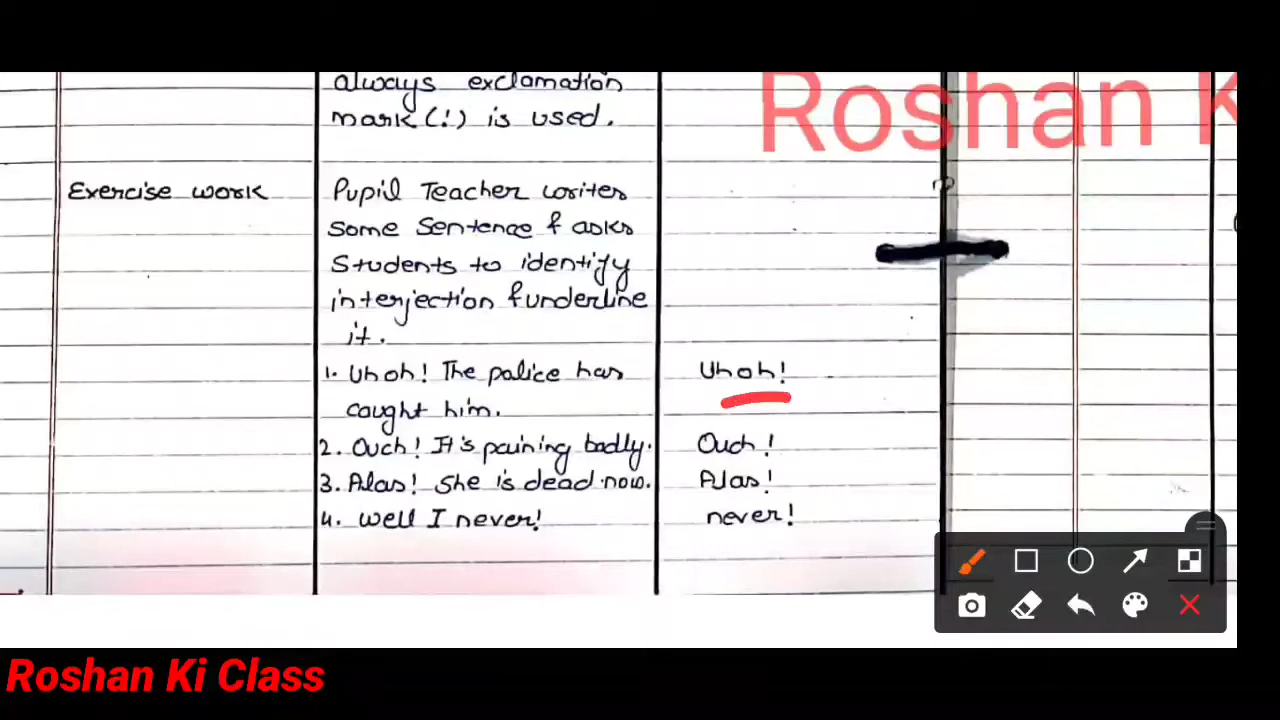 always exclamation
mark (!) is used.
Roshan K
Exercise work
Pupil Teacher writes
some sentence & asks
students to identify
interjection & underline
it.
1. Uh oh! The police has
caught him.
Uh oh!
2. Ouch! It's paining badly.
Ouch!
3. Alas! She is dead now.
Alas!
4. Well I never!
never!
Roshan Ki Class